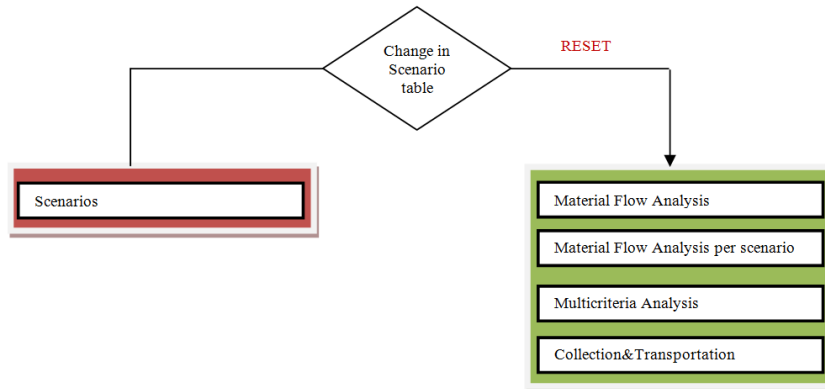 Change in
Scenario
table
RESET
Scenarios
Material Flow Analysis
Material Flow Analysis per scenario
Multicriteria Analysis
Collection&Transportation